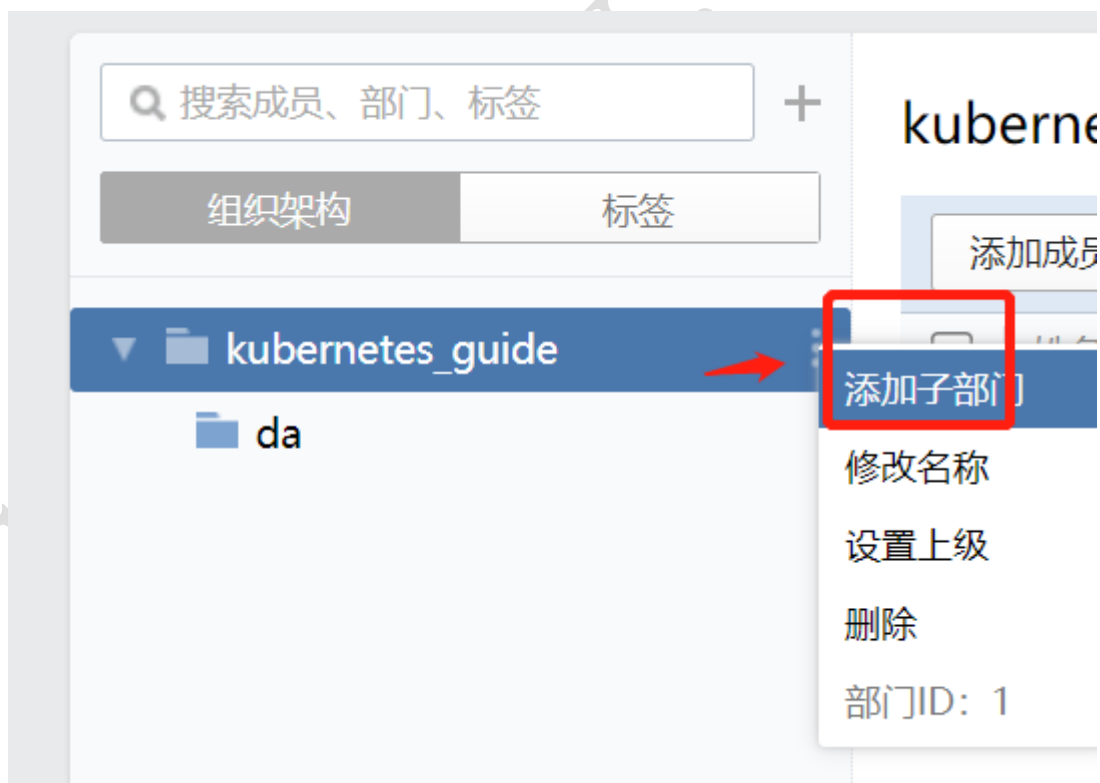 搜索成员、部门、标签
组织架构
标签
kubernetes_guide
da
kuberne
添加成员
添加子部门
修改名称
设置上级
删除
部门ID：1